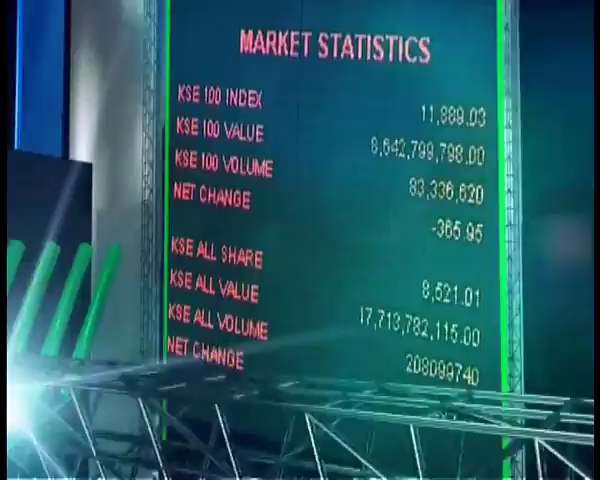 MARKET STATISTICS
KSE 100 INDEX 11,889.03
KSE 100 VALUE 8,642,799,798.00
KSE 100 VOLUME 83,336,620
NET CHANGE -365.95
KSE ALL SHARE 8,521.01
KSE ALL VALUE 17,713,782,115.00
KSE ALL VOLUME 208099740
NET CHANGE